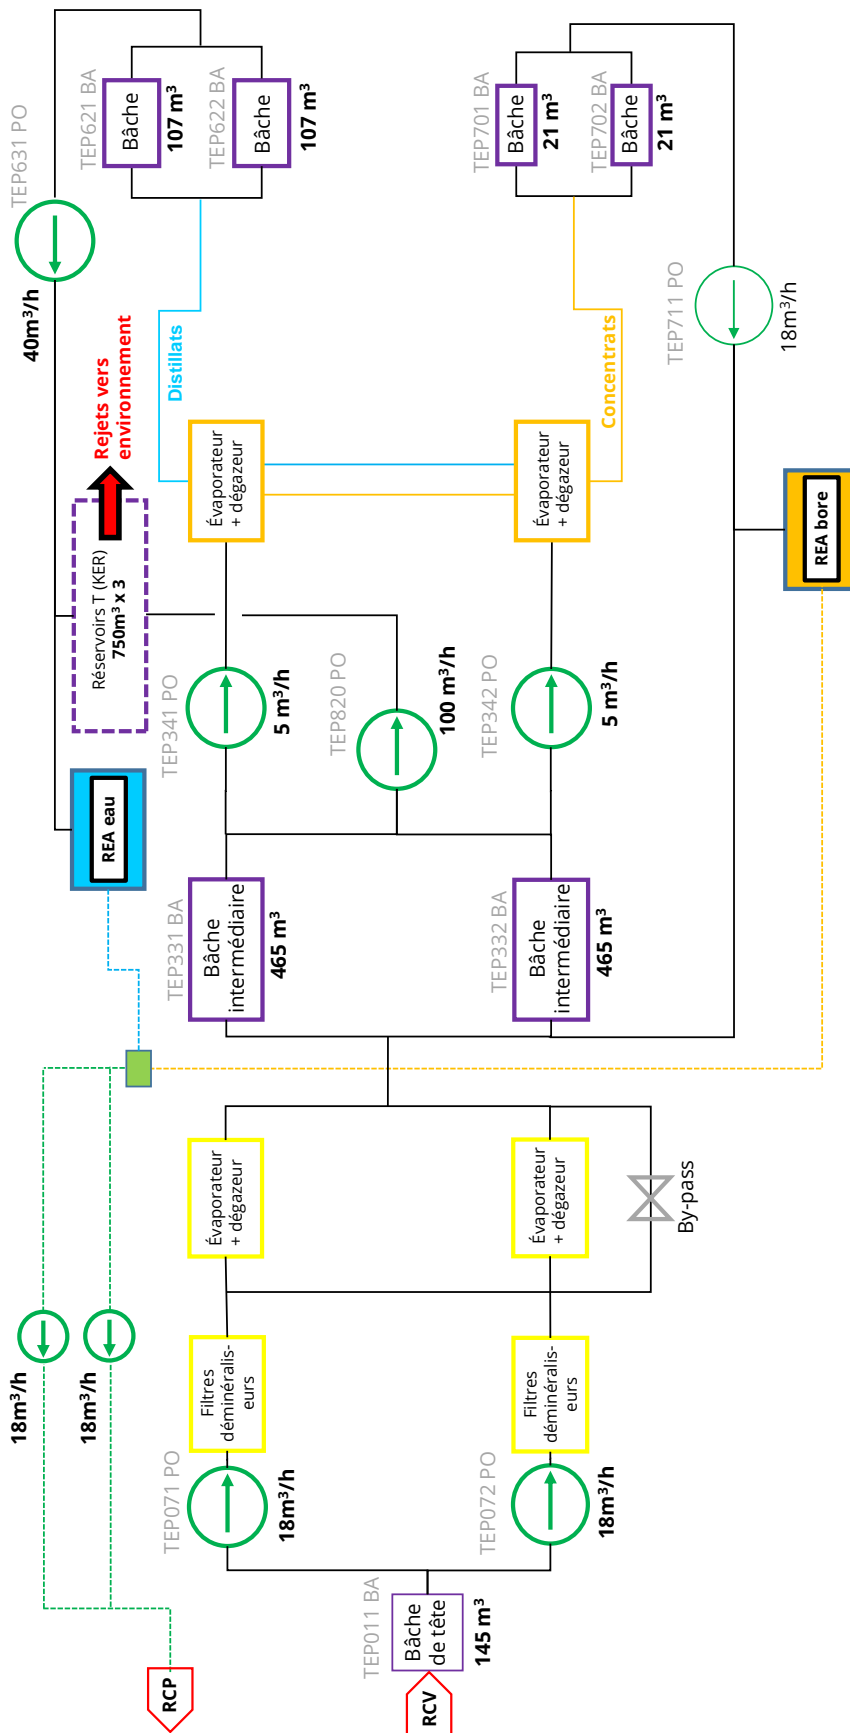 RCP
18m³/h
18m³/h
REA eau
Réservoirs T (KER)
750m³ x 3
Rejets vers
environnement
40m³/h
TEP631 PO
TEP621 BA
Bâche
107 m³
TEP622 BA
Bâche
107 m³
Distillats
TEP071 PO
18m³/h
Filtres
déminéralis-
eurs
Évaporateur
+ dégazeur
TEP331 BA
Bâche
intermédiaire
465 m³
TEP341 PO
5 m³/h
Évaporateur
+ dégazeur
TEP820 PO
100 m³/h
RCV
TEP011 BA
Bâche
de tête
145 m³
TEP072 PO
18m³/h
Filtres
déminéralis-
eurs
Évaporateur
+ dégazeur
By-pass
TEP332 BA
Bâche
intermédiaire
465 m³
TEP342 PO
5 m³/h
Évaporateur
+ dégazeur
Concentrats
TEP701 BA
Bâche
21 m³
TEP702 BA
Bâche
21 m³
TEP711 PO
18m³/h
REA bore